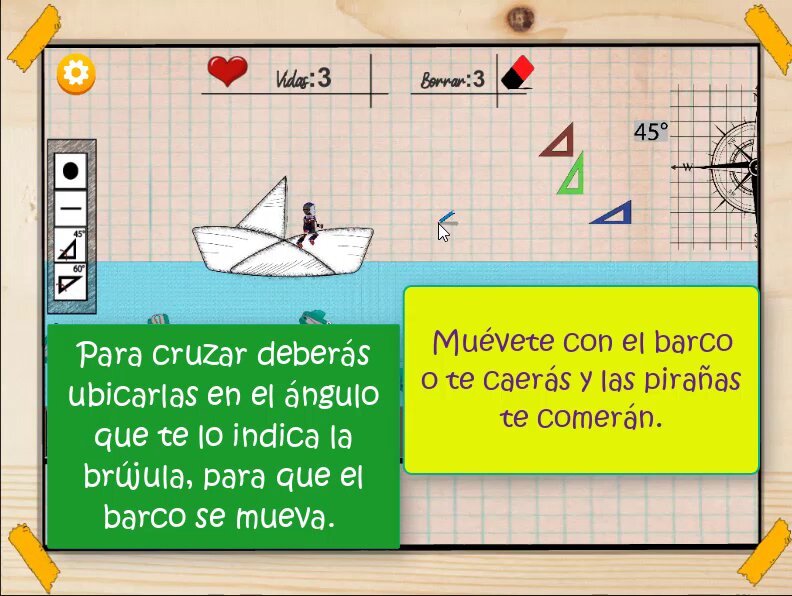 Vidas:3
Borrar:3
45°
W
45°
60°
Para cruzar deberás
ubicarlas en el ángulo
que te lo indica la
brújula, para que el
barco se mueva.
Muévete con el barco
o te caerás y las pirañas
te comerán.